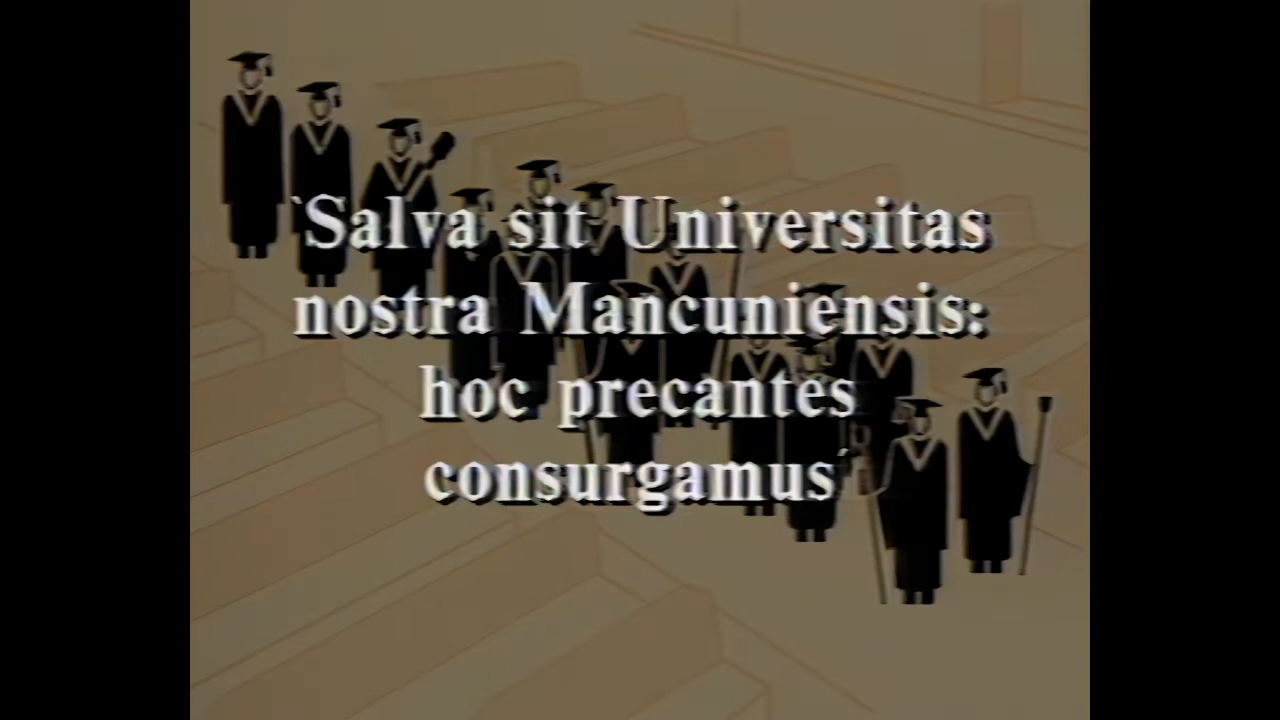 `Salva sit Universitas
nostra Mancuniensis:
hoc precantes
consurgamus´